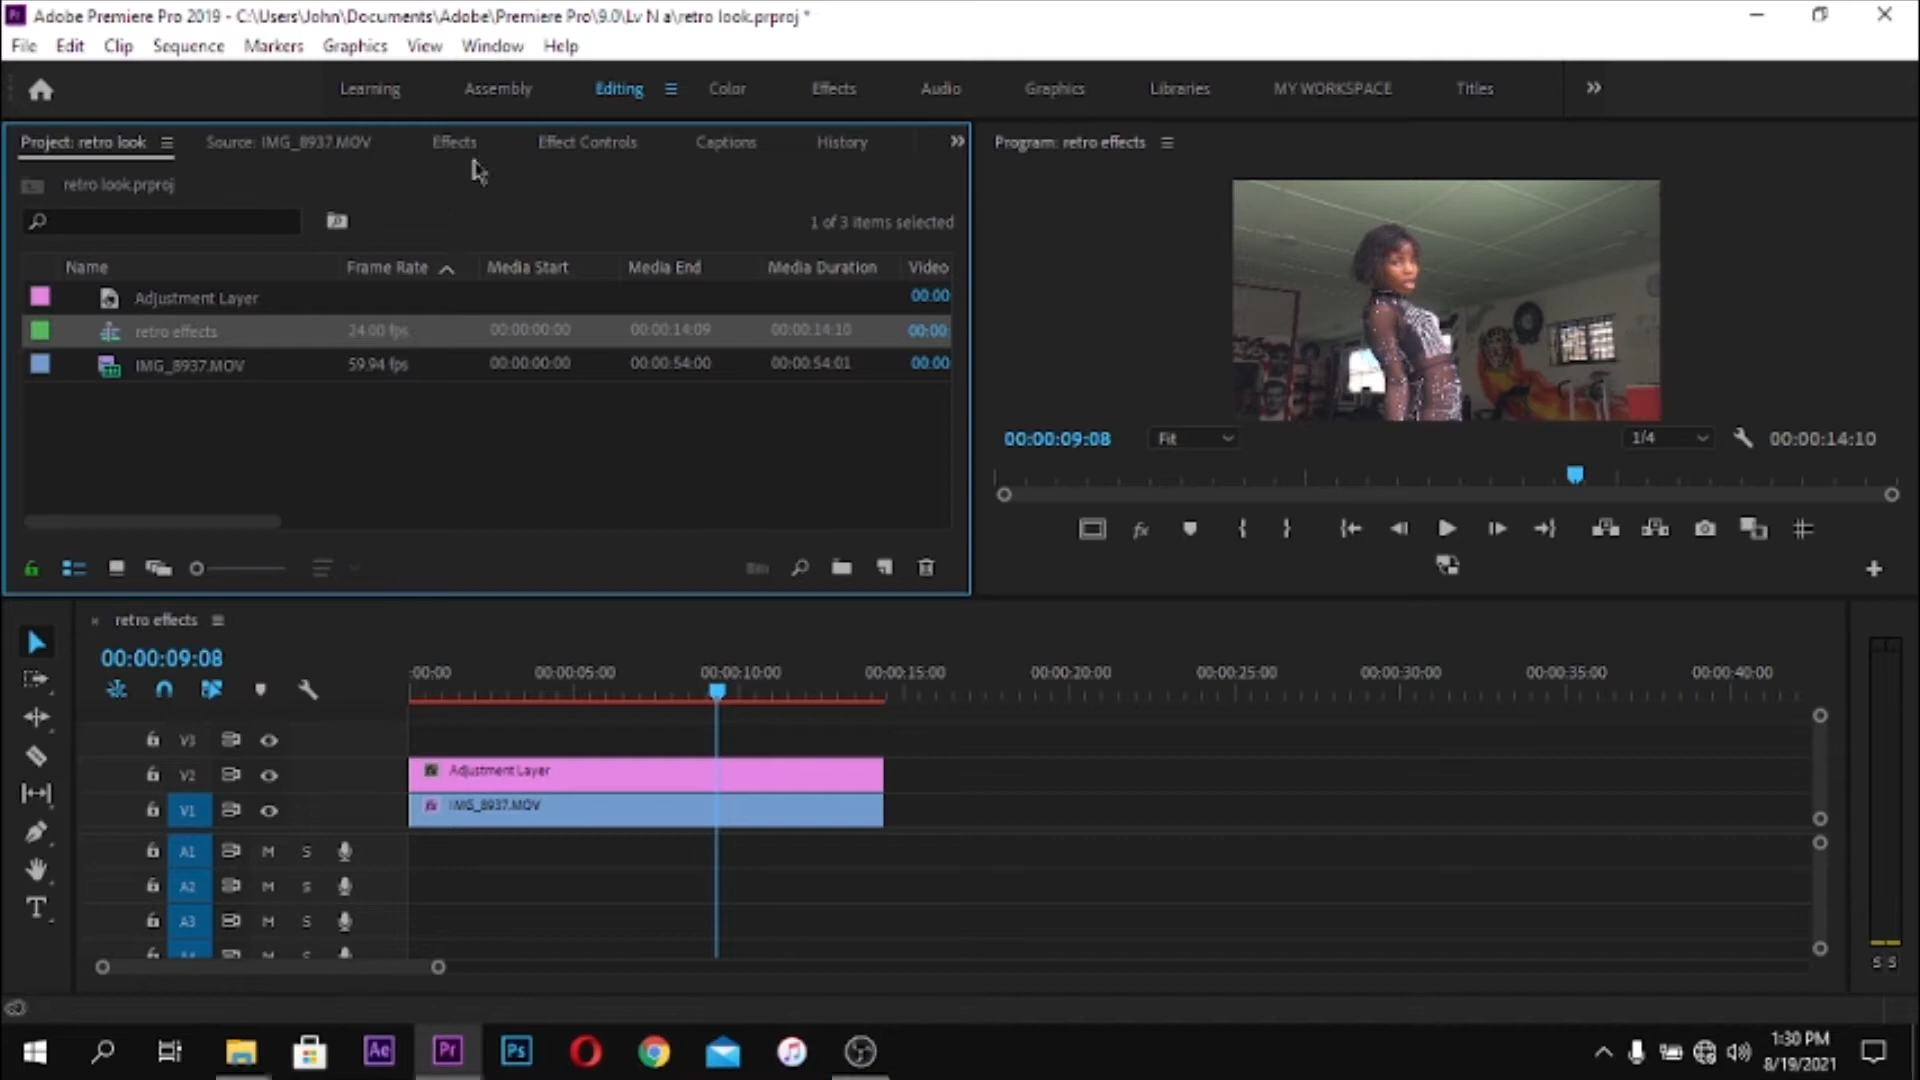 Adobe Premiere Pro 2019 - C:\Users\John\Documents\Adobe\Premiere Pro\9.0\Lv N a\retro look.prproj *
File Edit Clip Sequence Markers Graphics View Window Help
Learning Assembly Editing Color Effects Audio Graphics Libraries MY WORKSPACE Titles
Project: retro look Source: IMG_8937.MOV Effects Effect Controls Captions History
Program: retro effects
retro look.prproj
1 of 3 items selected
Name Frame Rate Media Start Media End Media Duration Video
Adjustment Layer 00:00
retro effects 24.00 fps 00:00:00:00 00:00:14:09 00:00:14:10 00:00:
IMG_8937.MOV 59.94 fps 00:00:00:00 00:00:54:00 00:00:54:01 00:00
00:00:09:08 Fit 1/4 00:00:14:10
retro effects
00:00:09:08
:00:00 00:00:05:00 00:00:10:00 00:00:15:00 00:00:20:00 00:00:25:00 00:00:30:00 00:00:35:00 00:00:40:00
V3
V2 Adjustment Layer
V1 fx IMG_8937.MOV
A1 M S
A2 M S
A3 M S
S S
Ae Pr Ps
1:30 PM
8/19/2021